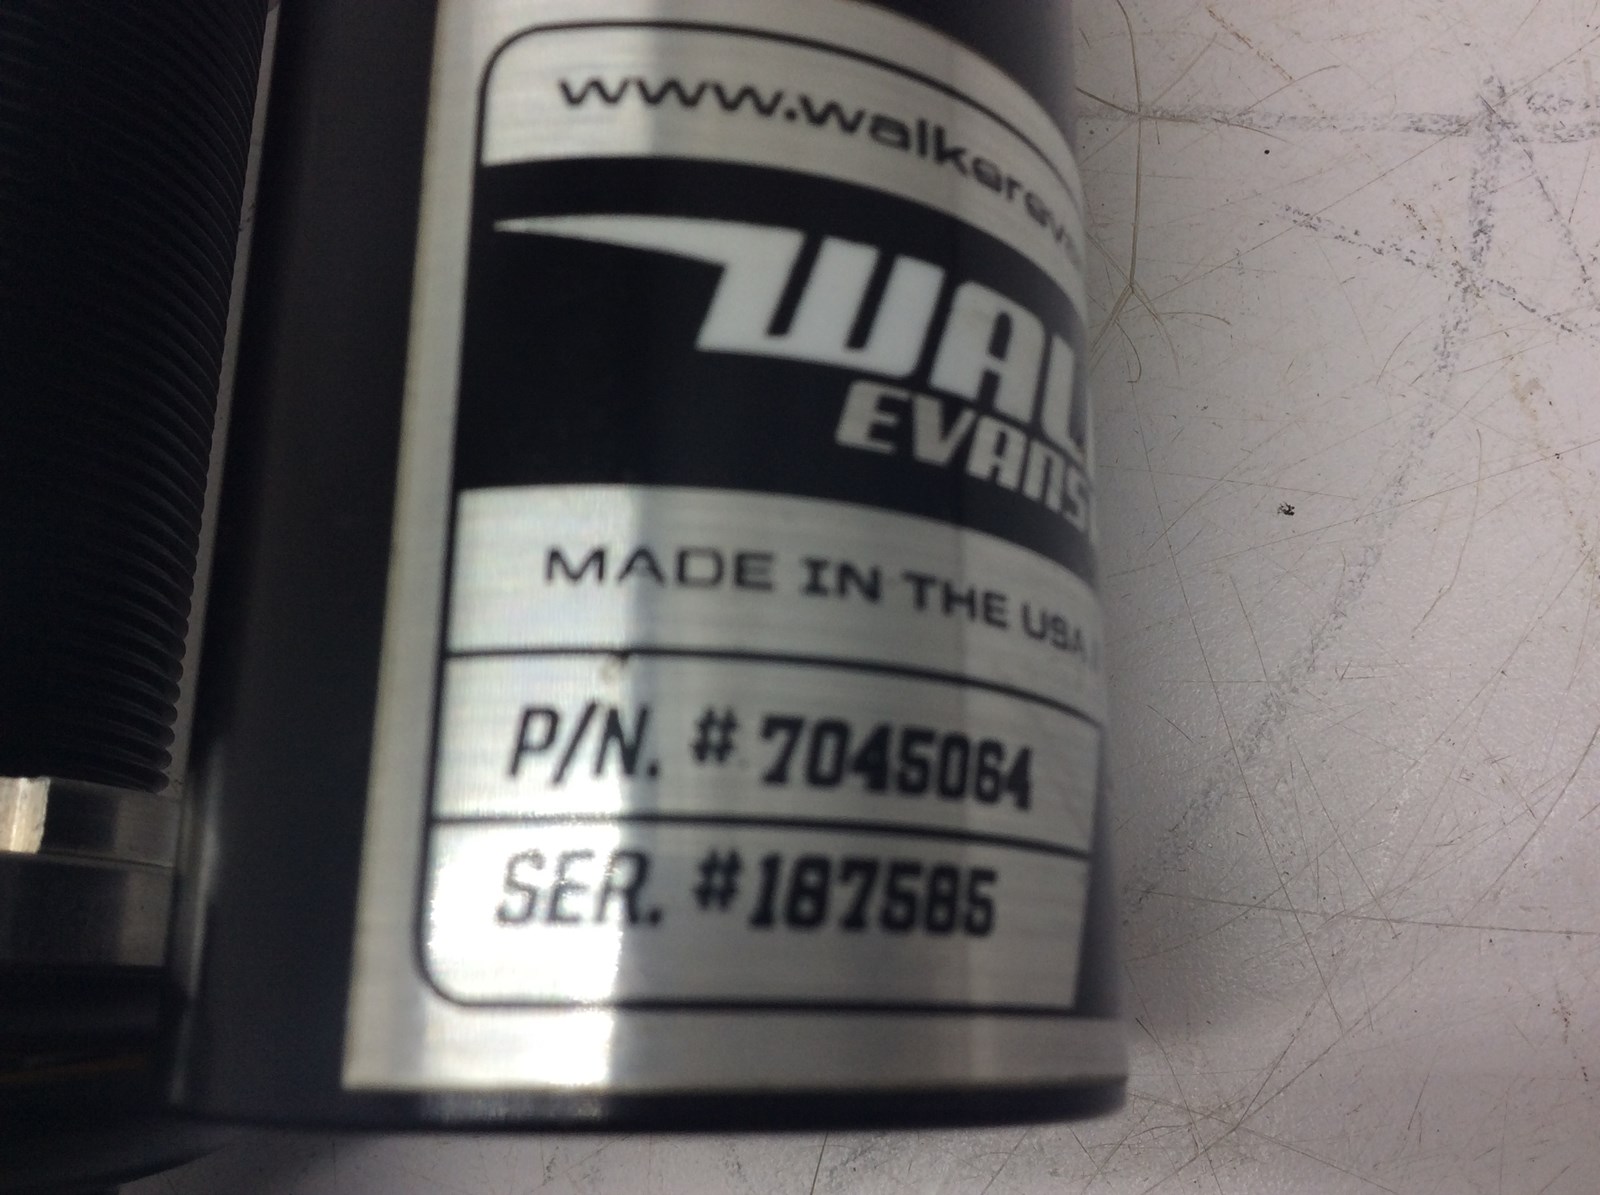 www.walkerev
WAL
EVANS
MADE IN THE USA
P/N. # 7045064
SER. #187585